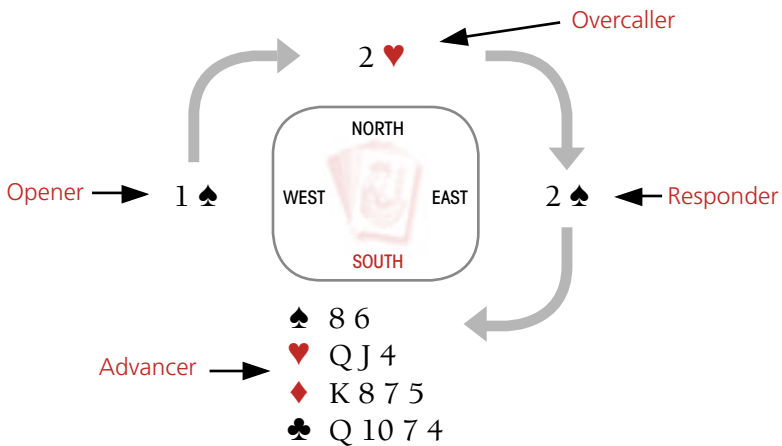 Overcaller
2 ♥
NORTH
Opener
1 ♠
WEST
EAST
2 ♠
Responder
SOUTH
♠ 8 6
Advancer
♥ Q J 4
♦ K 8 7 5
♣ Q 10 7 4